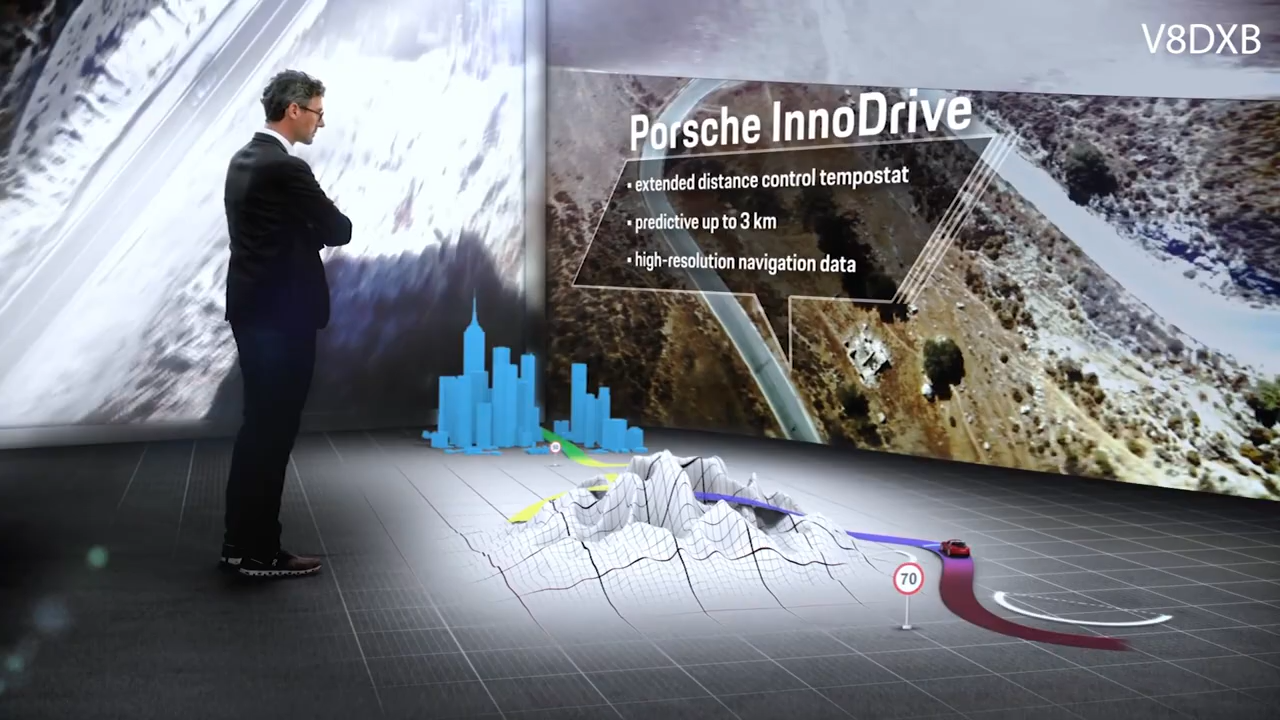 V8DXB
Porsche InnoDrive
▪ extended distance control tempostat
▪ predictive up to 3 km
▪ high-resolution navigation data
70